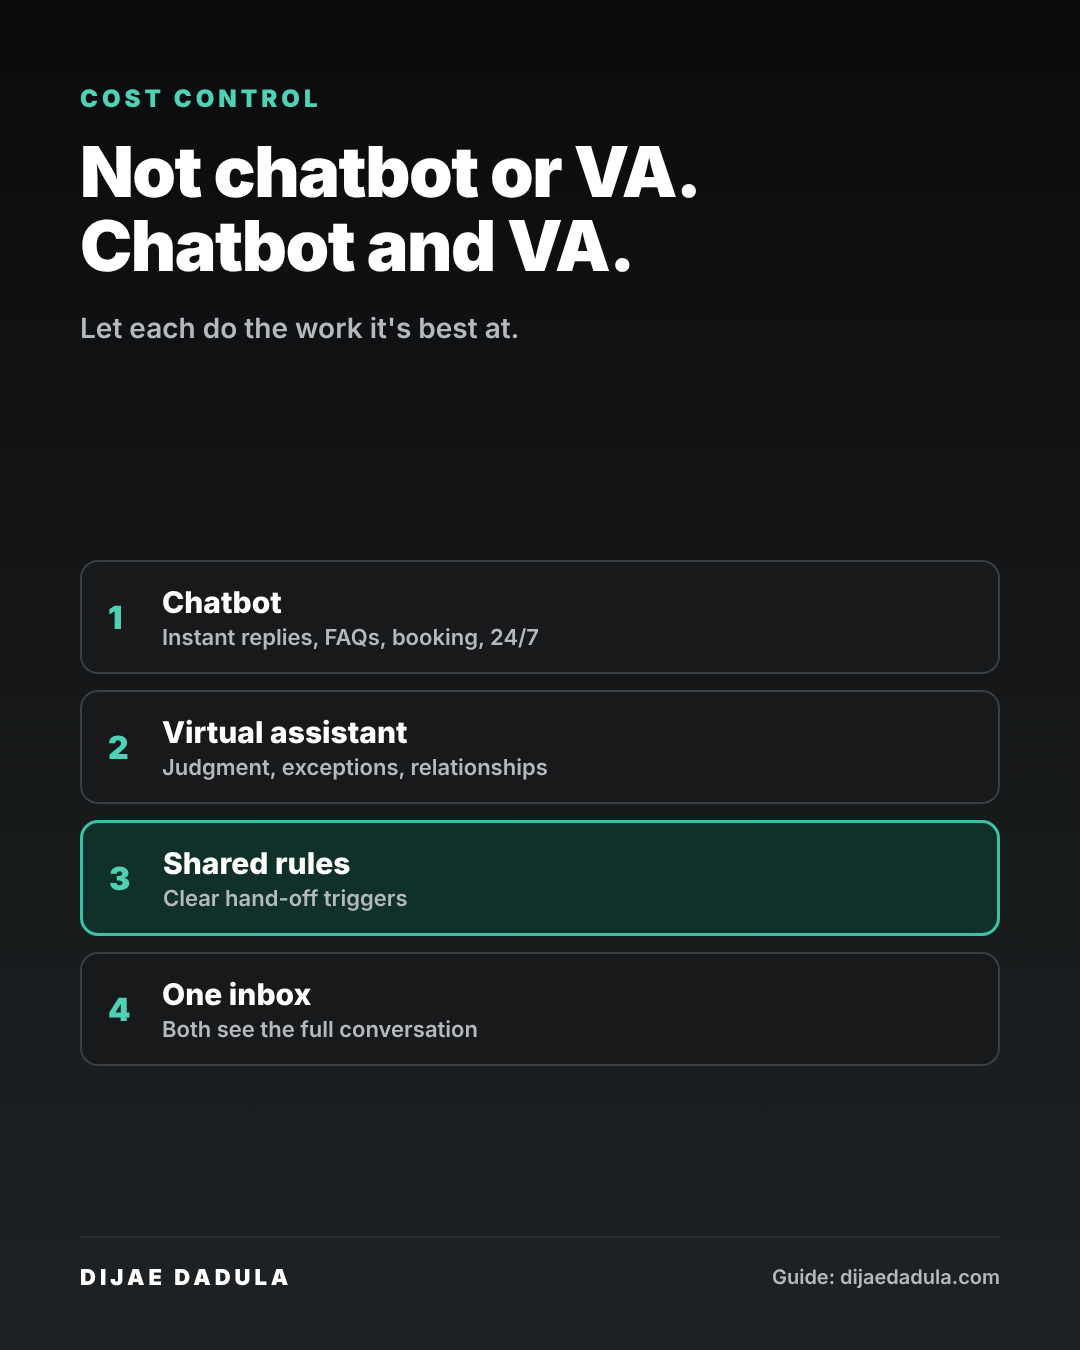 COST CONTROL
Not chatbot or VA.
Chatbot and VA.
Let each do the work it's best at.
1
Chatbot
Instant replies, FAQs, booking, 24/7
2
Virtual assistant
Judgment, exceptions, relationships
3
Shared rules
Clear hand-off triggers
4
One inbox
Both see the full conversation
DIJAE DADULA
Guide: dijaedadula.com